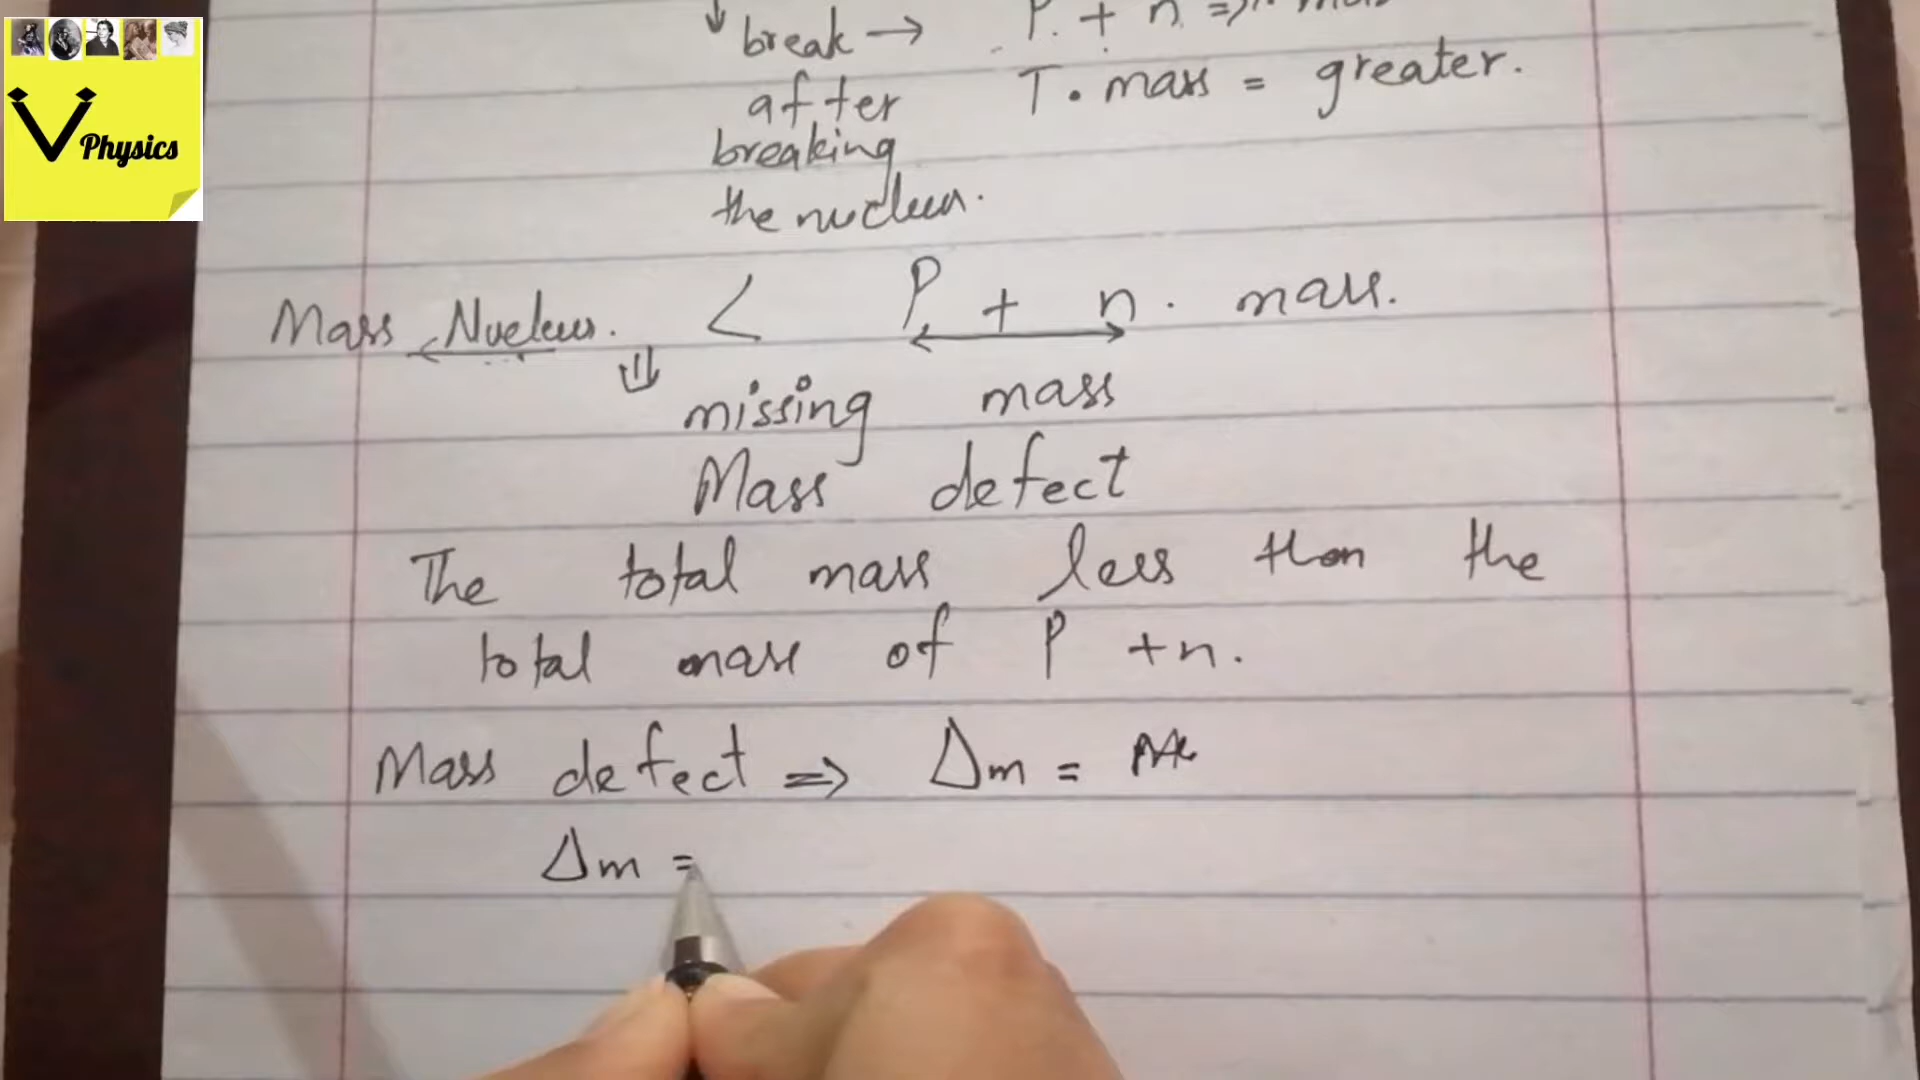 V Physics
break → P. + n. ⇒
after T. mass = greater.
breaking
the nucleus.
Mass Nucleus. < P + n. mass.
missing mass
Mass defect
The total mass less than the
total mass of P + n.
Mass defect ⇒ Δm =
Δm =